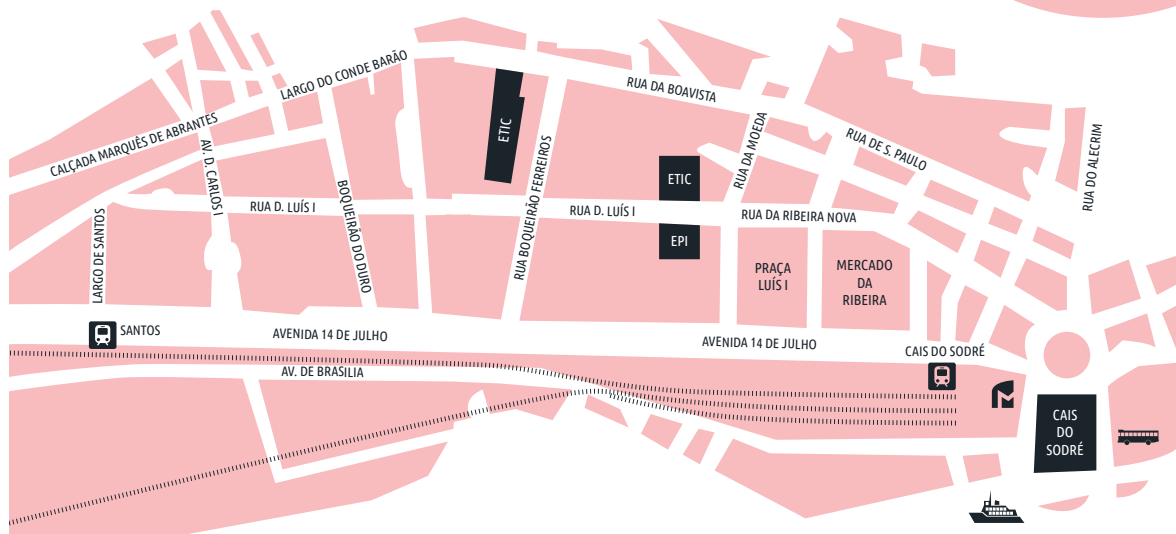 LARGO DO CONDE BARÃO
RUA DA BOAVISTA
CALÇADA MARQUÊS DE ABRANTES
ETIC
RUA DA MOEDA
RUA DE S. PAULO
AV. D. CARLOS I
RUA DO ALECRIM
BOQUEIRÃO DO DURO
RUA BOQUEIRÃO FERREIROS
ETIC
LARGO DE SANTOS
RUA D. LUÍS I
RUA D. LUÍS I
RUA DA RIBEIRA NOVA
EPI
PRAÇA
LUÍS I
MERCADO
DA
RIBEIRA
SANTOS
AVENIDA 14 DE JULHO
AVENIDA 14 DE JULHO
CAIS DO SODRÉ
AV. DE BRASILIA
CAIS
DO
SODRÉ